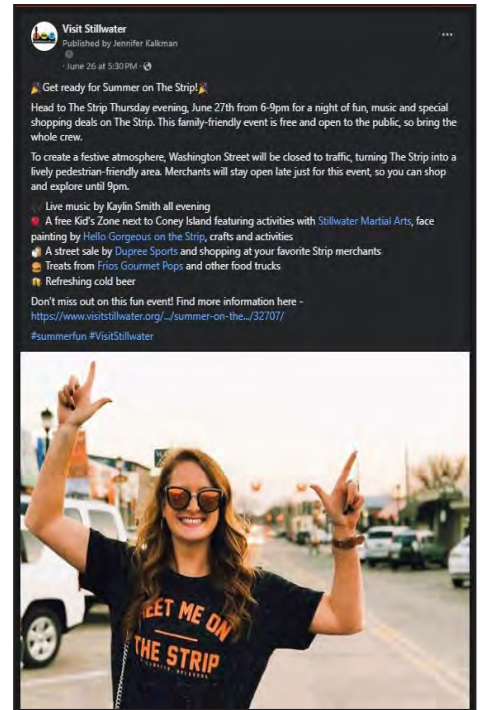 Visit Stillwater
Published by Jennifer Kalkman
· June 26 at 5:30 PM ·
🎉Get ready for Summer on The Strip!🎉
Head to The Strip Thursday evening, June 27th from 6-9pm for a night of fun, music and special
shopping deals on The Strip. This family-friendly event is free and open to the public, so bring the
whole crew.
To create a festive atmosphere, Washington Street will be closed to traffic, turning The Strip into a
lively pedestrian-friendly area. Merchants will stay open late just for this event, so you can shop
and explore until 9pm.
Live music by Kaylin Smith all evening
A free Kid's Zone next to Coney Island featuring activities with Stillwater Martial Arts, face
painting by Hello Gorgeous on the Strip, crafts and activities
A street sale by Dupree Sports and shopping at your favorite Strip merchants
🍔 Treats from Frios Gourmet Pops and other food trucks
🍻 Refreshing cold beer
Don't miss out on this fun event! Find more information here -
https://www.visitstillwater.org/.../summer-on-the.../32707/
#summerfun #VisitStillwater
MEET ME ON
THE STRIP